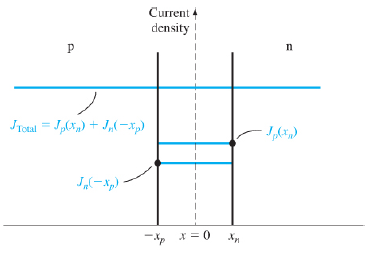 Current
density
p
n
J_Total = J_p(x_n) + J_n(−x_p)
J_p(x_n)
J_n(−x_p)
−x_p x = 0 x_n